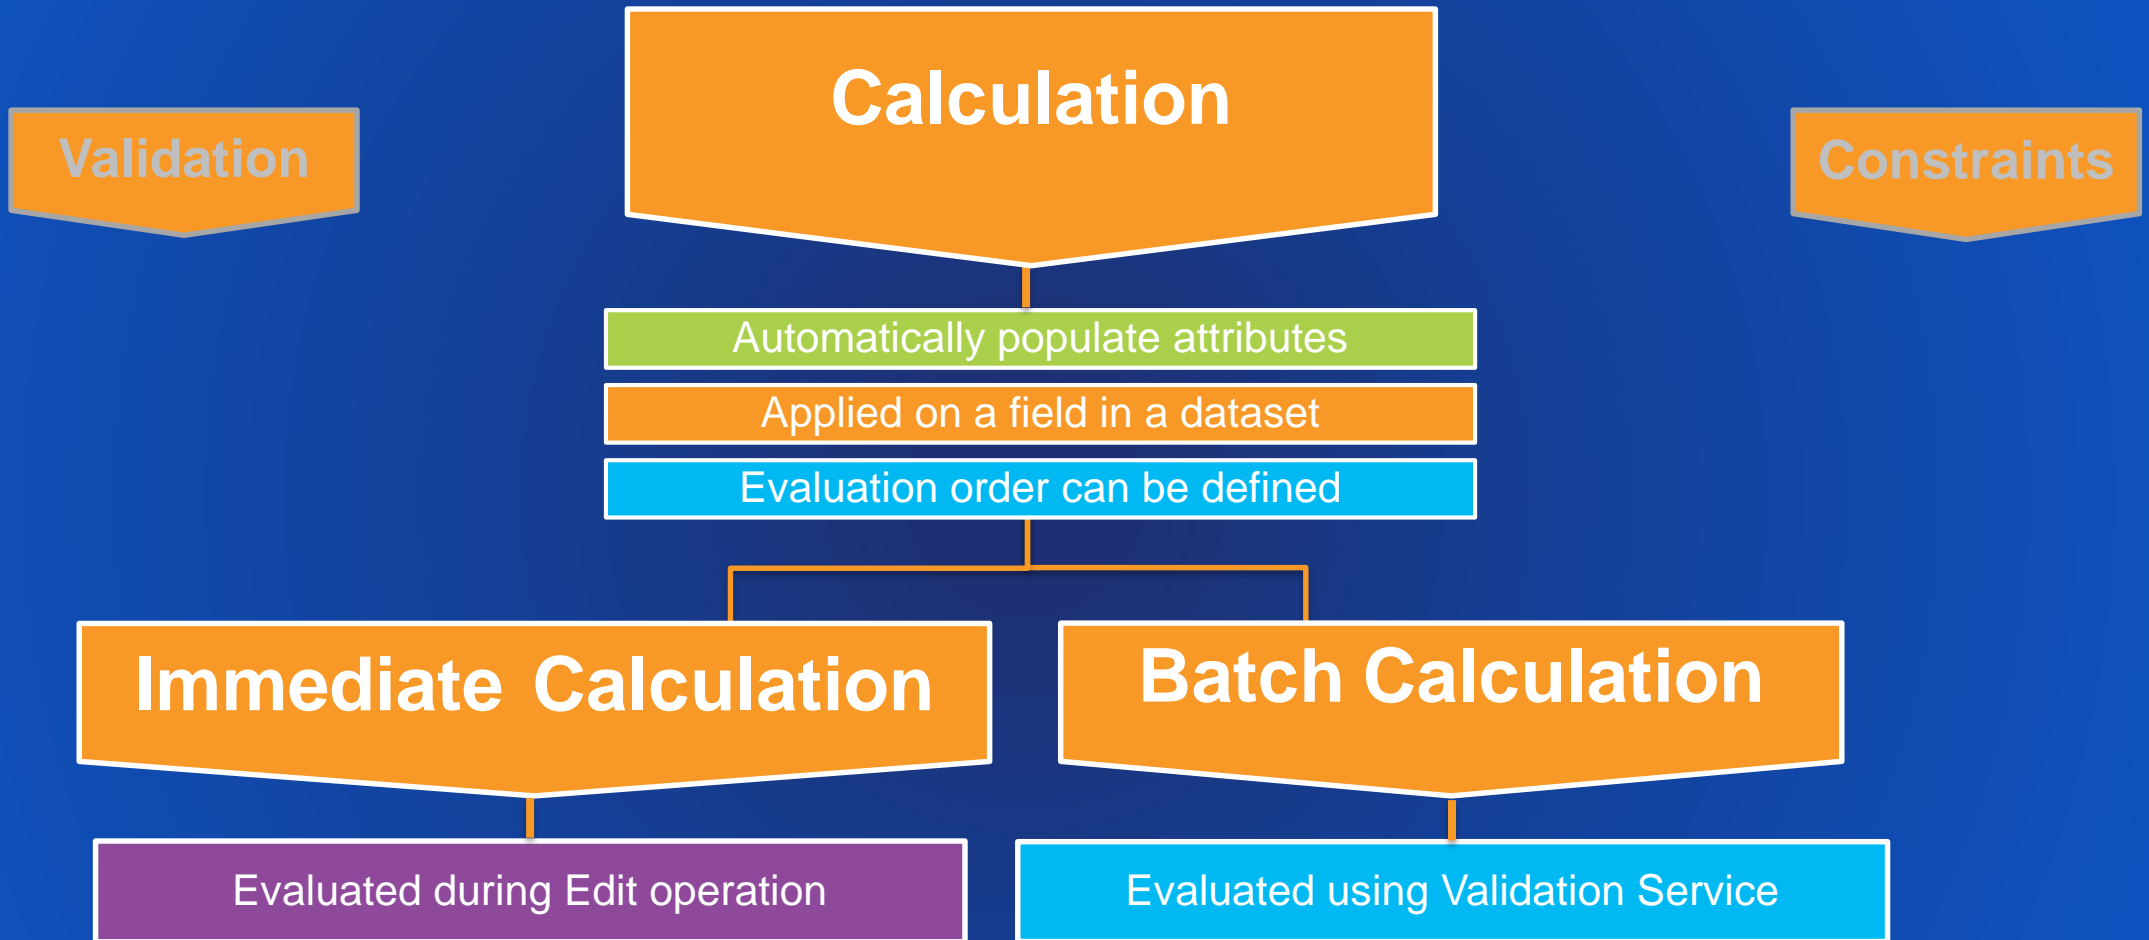 Calculation
Validation
Constraints
Automatically populate attributes
Applied on a field in a dataset
Evaluation order can be defined
Immediate Calculation
Batch Calculation
Evaluated during Edit operation
Evaluated using Validation Service